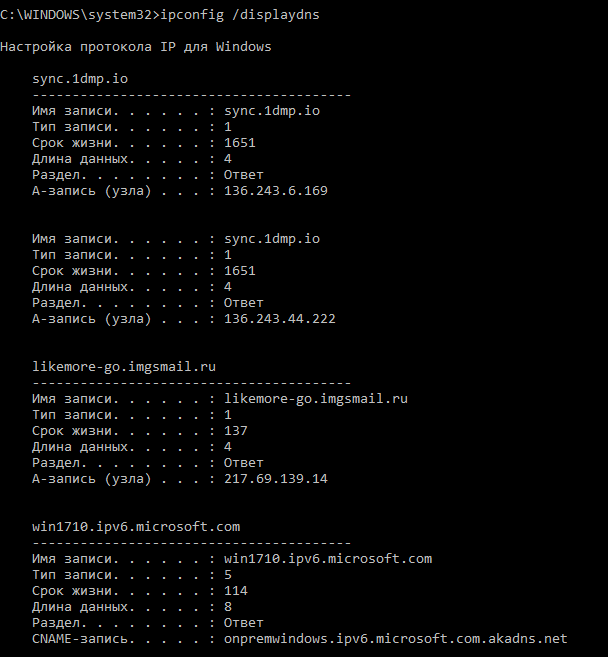 C:\WINDOWS\system32>ipconfig /displaydns
Настройка протокола IP для Windows
sync.1dmp.io
----------------------------------------
Имя записи. . . . . . : sync.1dmp.io
Тип записи. . . . . . : 1
Срок жизни. . . . . . : 1651
Длина данных. . . . . : 4
Раздел. . . . . . . . : Ответ
А-запись (узла) . . . : 136.243.6.169
Имя записи. . . . . . : sync.1dmp.io
Тип записи. . . . . . : 1
Срок жизни. . . . . . : 1651
Длина данных. . . . . : 4
Раздел. . . . . . . . : Ответ
А-запись (узла) . . . : 136.243.44.222
likemore-go.imgsmail.ru
----------------------------------------
Имя записи. . . . . . : likemore-go.imgsmail.ru
Тип записи. . . . . . : 1
Срок жизни. . . . . . : 137
Длина данных. . . . . : 4
Раздел. . . . . . . . : Ответ
А-запись (узла) . . . : 217.69.139.14
win1710.ipv6.microsoft.com
----------------------------------------
Имя записи. . . . . . : win1710.ipv6.microsoft.com
Тип записи. . . . . . : 5
Срок жизни. . . . . . : 114
Длина данных. . . . . : 8
Раздел. . . . . . . . : Ответ
CNAME-запись. . . . . : onpremwindows.ipv6.microsoft.com.akadns.net